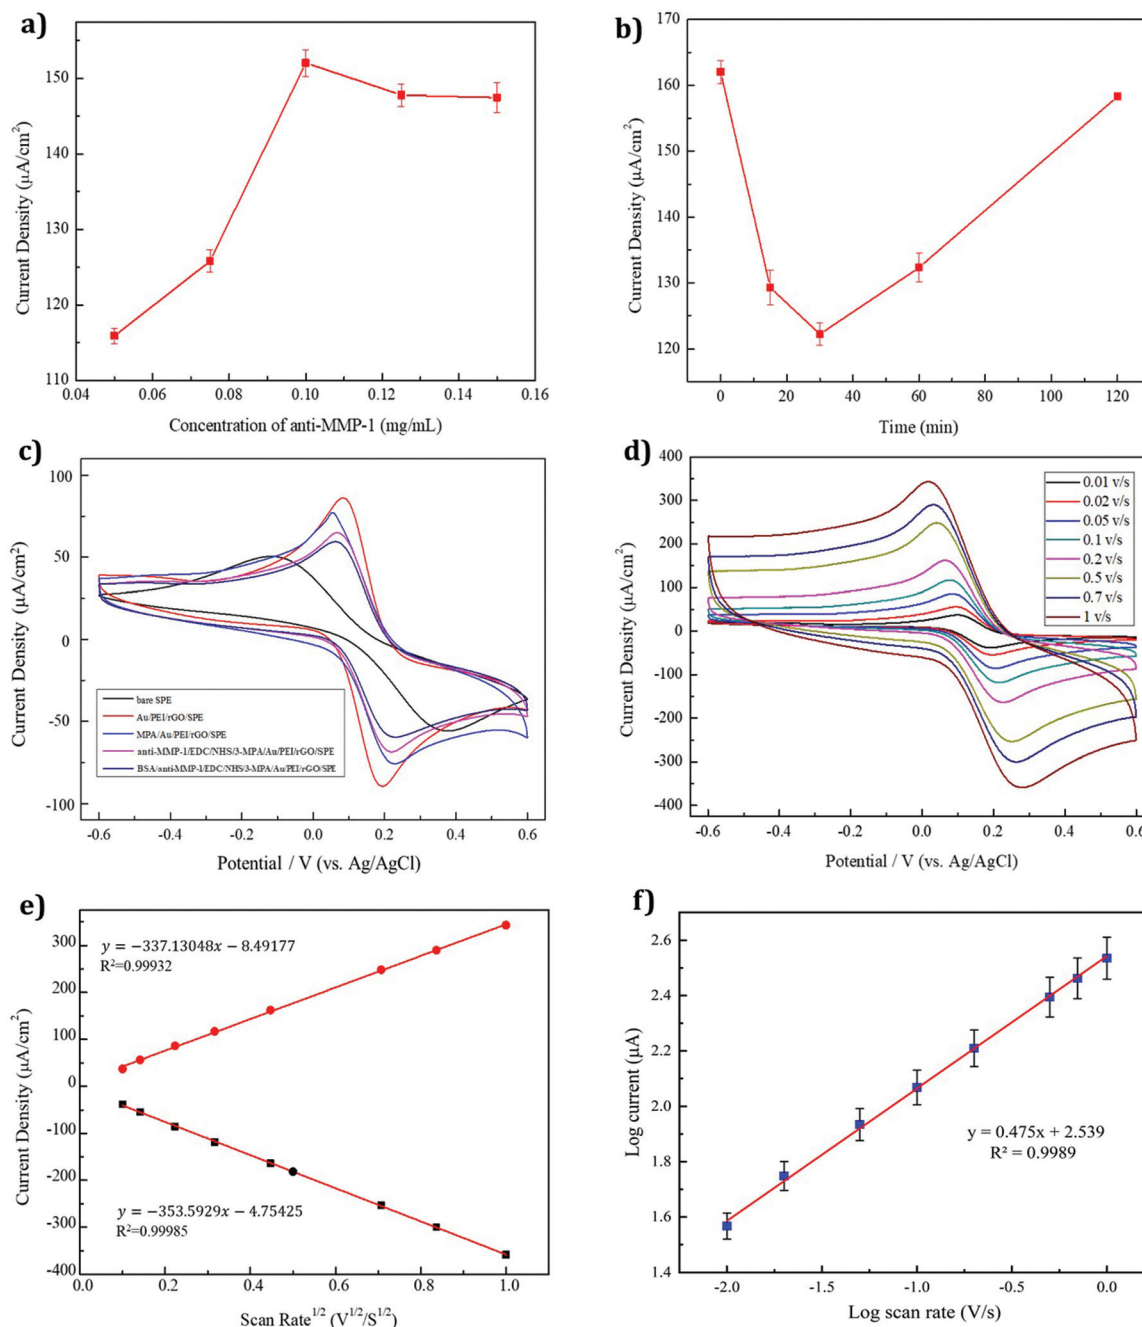 a)
150
140
130
120
110
0.04 0.06 0.08 0.10 0.12 0.14 0.16
Current Density (µA/cm²)
Concentration of anti-MMP-1 (mg/mL)
b)
170
160
150
140
130
120
0 20 40 60 80 100 120
Current Density (µA/cm²)
Time (min)
c)
100
50
0
-50
-100
-0.6 -0.4 -0.2 0.0 0.2 0.4 0.6
Current Density (µA/cm²)
Potential / V (vs. Ag/AgCl)
bare SPE
Au/PEI/rGO/SPE
MPA/Au/PEI/rGO/SPE
anti-MMP-1/EDC/NHS/3-MPA/Au/PEI/rGO/SPE
BSA/anti-MMP-1/EDC/NHS/3-MPA/Au/PEI/rGO/SPE
d)
400
300
200
100
0
-100
-200
-300
-400
-0.6 -0.4 -0.2 0.0 0.2 0.4 0.6
Current Density (µA/cm²)
Potential / V (vs. Ag/AgCl)
0.01 v/s
0.02 v/s
0.05 v/s
0.1 v/s
0.2 v/s
0.5 v/s
0.7 v/s
1 v/s
e)
300
200
100
0
-100
-200
-300
-400
0.0 0.2 0.4 0.6 0.8 1.0
Current Density (µA/cm²)
Scan Rate^1/2 (V^1/2/S^1/2)
y = −337.13048x − 8.49177
R²=0.99932
y = −353.5929x − 4.75425
R²=0.99985
f)
2.6
2.4
2.2
2.0
1.8
1.6
1.4
-2.0 -1.5 -1.0 -0.5 0.0
Log current (µA)
Log scan rate (V/s)
y = 0.475x + 2.539
R² = 0.9989